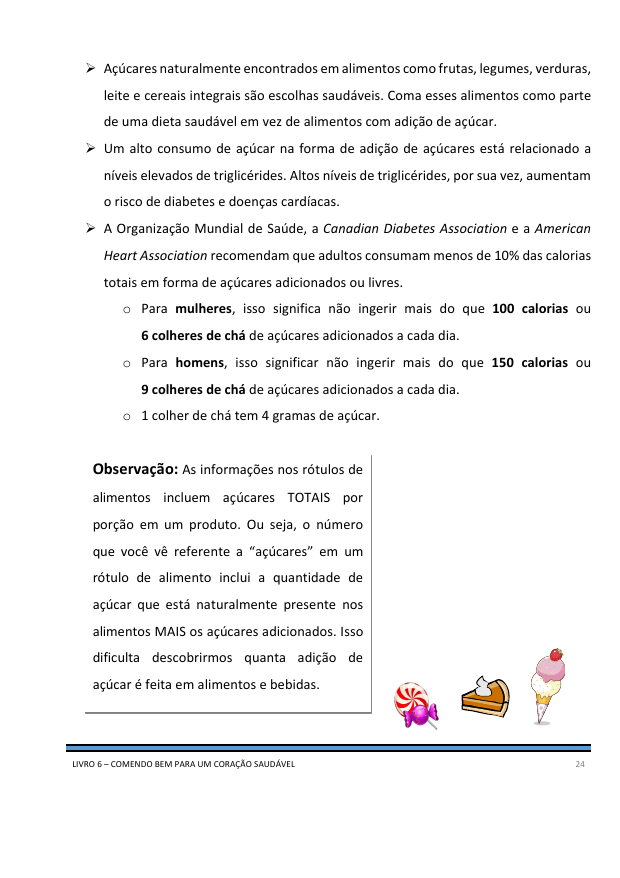 ➢ Açúcares naturalmente encontrados em alimentos como frutas, legumes, verduras,
leite e cereais integrais são escolhas saudáveis. Coma esses alimentos como parte
de uma dieta saudável em vez de alimentos com adição de açúcar.
➢ Um alto consumo de açúcar na forma de adição de açúcares está relacionado a
níveis elevados de triglicérides. Altos níveis de triglicérides, por sua vez, aumentam
o risco de diabetes e doenças cardíacas.
➢ A Organização Mundial de Saúde, a Canadian Diabetes Association e a American
Heart Association recomendam que adultos consumam menos de 10% das calorias
totais em forma de açúcares adicionados ou livres.
o Para mulheres, isso significa não ingerir mais do que 100 calorias ou
6 colheres de chá de açúcares adicionados a cada dia.
o Para homens, isso significar não ingerir mais do que 150 calorias ou
9 colheres de chá de açúcares adicionados a cada dia.
o 1 colher de chá tem 4 gramas de açúcar.
Observação: As informações nos rótulos de
alimentos incluem açúcares TOTAIS por
porção em um produto. Ou seja, o número
que você vê referente a “açúcares” em um
rótulo de alimento inclui a quantidade de
açúcar que está naturalmente presente nos
alimentos MAIS os açúcares adicionados. Isso
dificulta descobrirmos quanta adição de
açúcar é feita em alimentos e bebidas.
LIVRO 6 – COMENDO BEM PARA UM CORAÇÃO SAUDÁVEL 24